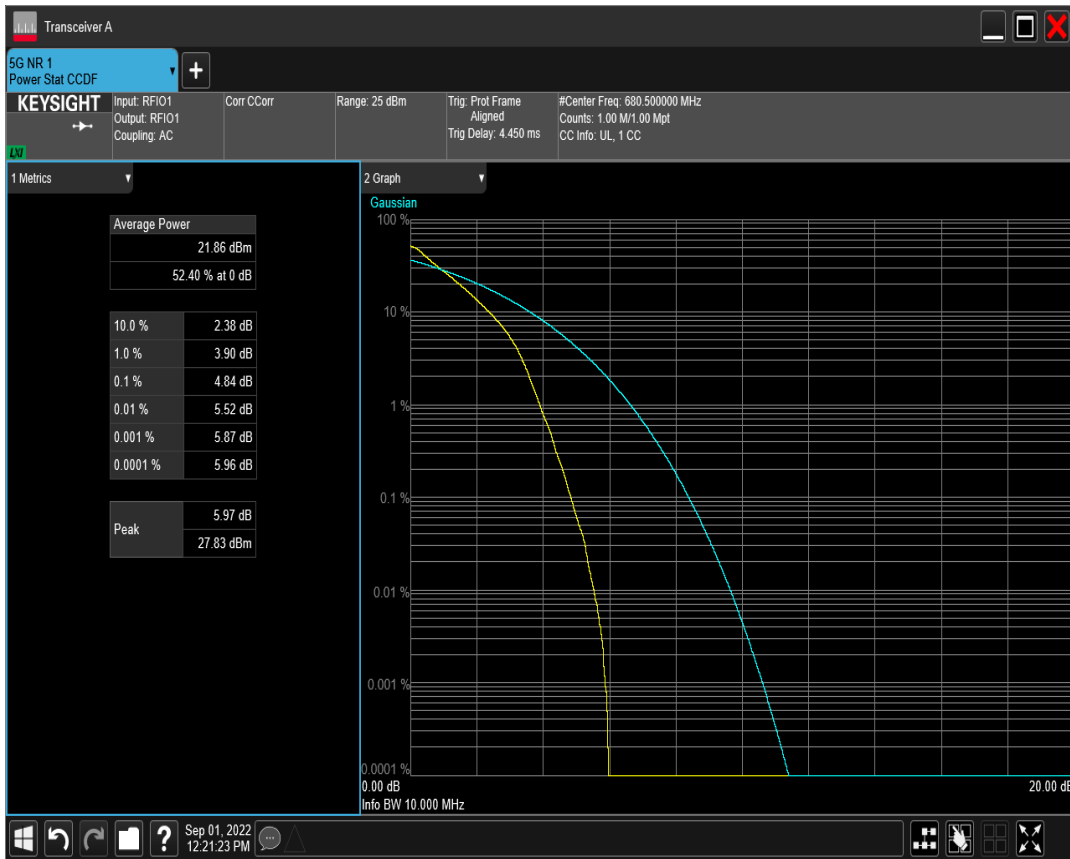 Transceiver A
5G NR 1
Power Stat CCDF
KEYSIGHT
LXI
Input: RFIO1
Output: RFIO1
Coupling: AC
Corr CCorr
Range: 25 dBm
Trig: Prot Frame
Aligned
Trig Delay: 4.450 ms
#Center Freq: 680.500000 MHz
Counts: 1.00 M/1.00 Mpt
CC Info: UL, 1 CC
1 Metrics
Average Power
21.86 dBm
52.40 % at 0 dB
10.0 % 2.38 dB
1.0 % 3.90 dB
0.1 % 4.84 dB
0.01 % 5.52 dB
0.001 % 5.87 dB
0.0001 % 5.96 dB
Peak
5.97 dB
27.83 dBm
2 Graph
Gaussian
100 %
10 %
1 %
0.1 %
0.01 %
0.001 %
0.0001 %
0.00 dB 20.00 dB
Info BW 10.000 MHz
Sep 01, 2022
12:21:23 PM